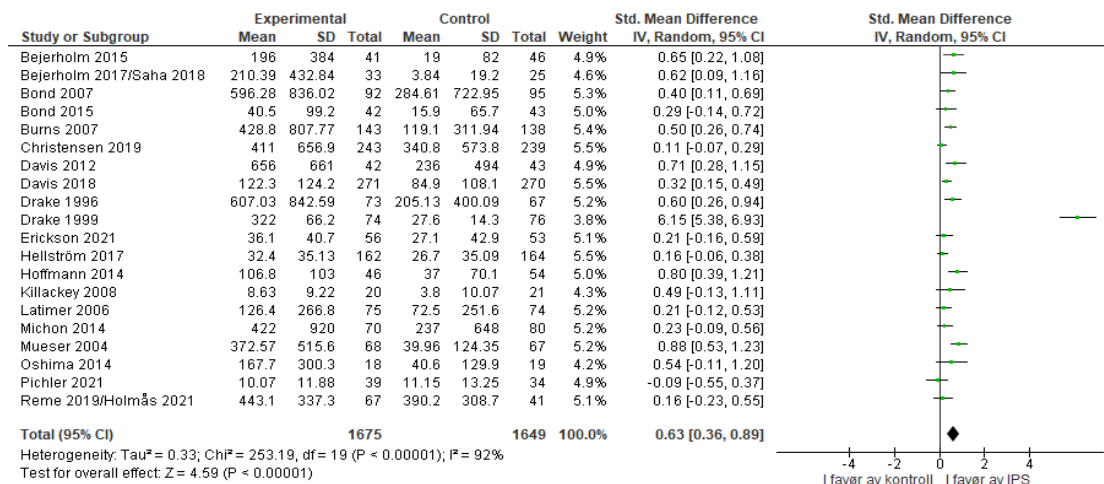 Experimental Control Std. Mean Difference Std. Mean Difference
Study or Subgroup Mean SD Total Mean SD Total Weight IV, Random, 95% CI IV, Random, 95% CI
Bejerholm 2015 196 384 41 19 82 46 4.9% 0.65 [0.22, 1.08]
Bejerholm 2017/Saha 2018 210.39 432.84 33 3.84 19.2 25 4.6% 0.62 [0.09, 1.16]
Bond 2007 596.28 836.02 92 284.61 722.95 95 5.3% 0.40 [0.11, 0.69]
Bond 2015 40.5 99.2 42 15.9 65.7 43 4.9% 0.29 [-0.14, 0.72]
Burns 2007 428.8 807.77 143 119.1 311.94 138 5.4% 0.50 [0.26, 0.74]
Christensen 2019 411 656.9 243 340.8 573.8 239 5.5% 0.11 [-0.07, 0.29]
Davis 2012 656 661 42 236 494 43 4.9% 0.71 [0.28, 1.15]
Davis 2018 122.3 124.2 271 84.9 108.1 270 5.5% 0.32 [0.15, 0.49]
Drake 1996 607.03 842.59 73 205.13 400.09 67 5.2% 0.60 [0.26, 0.94]
Drake 1999 322 66.2 74 27.6 14.3 76 3.8% 6.15 [5.38, 6.93]
Erickson 2021 36.1 40.7 56 27.1 42.9 53 5.1% 0.21 [-0.16, 0.59]
Hellström 2017 32.4 35.13 162 26.7 35.09 164 5.4% 0.16 [-0.06, 0.38]
Hoffmann 2014 106.8 103 46 37 70.1 54 5.0% 0.80 [0.39, 1.21]
Killackey 2008 8.63 9.22 20 3.8 10.07 21 4.3% 0.49 [-0.13, 1.11]
Latimer 2006 126.4 266.8 75 72.5 251.6 74 5.2% 0.21 [-0.12, 0.53]
Michon 2014 422 920 70 237 648 80 5.2% 0.23 [-0.09, 0.56]
Mueser 2004 372.57 515.6 68 39.96 124.35 67 5.2% 0.88 [0.53, 1.23]
Oshima 2014 167.7 300.3 18 40.6 129.9 19 4.2% 0.54 [-0.11, 1.20]
Pichler 2021 10.07 11.88 39 11.15 13.25 34 4.9% -0.09 [-0.55, 0.37]
Reme 2019/Holmås 2021 443.1 337.3 67 390.2 308.7 41 5.1% 0.16 [-0.23, 0.55]
Total (95% CI) 1675 1649 100.0% 0.63 [0.36, 0.89]
Heterogeneity: Tau² = 0.33; Chi² = 253.19, df = 19 (P < 0.00001); I² = 92%
Test for overall effect: Z = 4.59 (P < 0.00001)
-4 -2 0 2 4
I favør av kontroll I favør av IPS